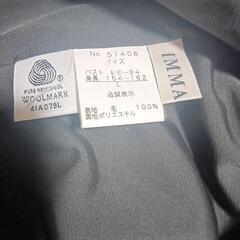 PURE NEW WOOL
WOOLMARK
41A079L
No. 51408
サイズ
バスト 86-94
身長 154-162
L
品質表示
表地 毛 100%
裏地ポリエステル
IMMA